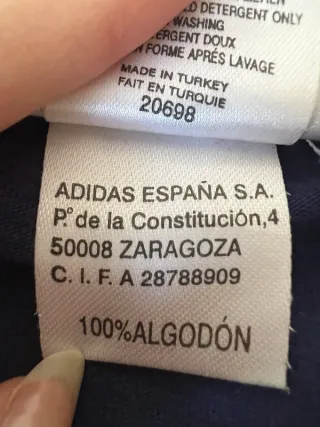 D DETERGENT ONLY
WASHING
ERGENT DOUX
FORME APRÉS LAVAGE
MADE IN TURKEY
FAIT EN TURQUIE
20698
ADIDAS ESPAÑA S.A.
Pº de la Constitución,4
50008 ZARAGOZA
C. I. F. A 28788909
100%ALGODÓN